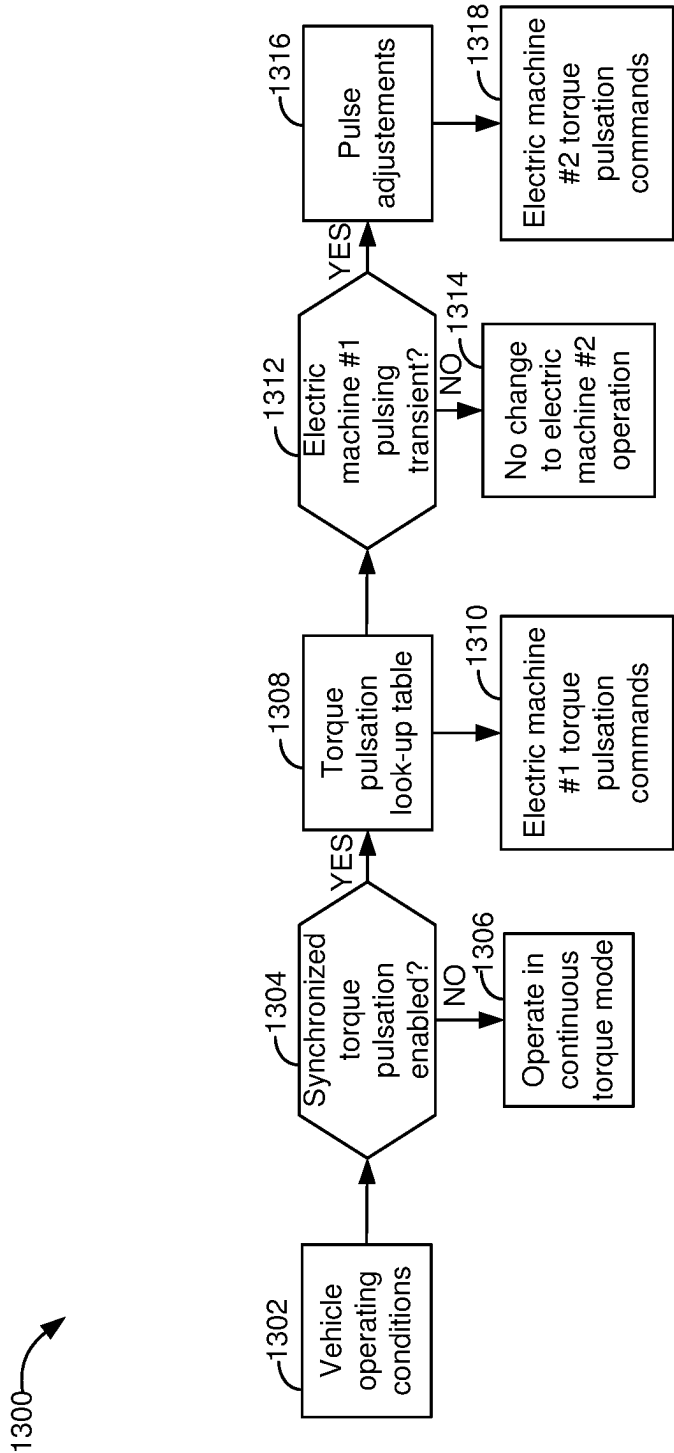 1300
1302
Vehicle
operating
conditions
1304
Synchronized
torque
pulsation
enabled?
YES
NO
1306
Operate in
continuous
torque mode
1308
Torque
pulsation
look-up table
1310
Electric machine
#1 torque
pulsation
commands
1312
Electric
machine #1
pulsing
transient?
YES
NO
1314
No change
to electric
machine #2
operation
1316
Pulse
adjustements
1318
Electric machine
#2 torque
pulsation
commands